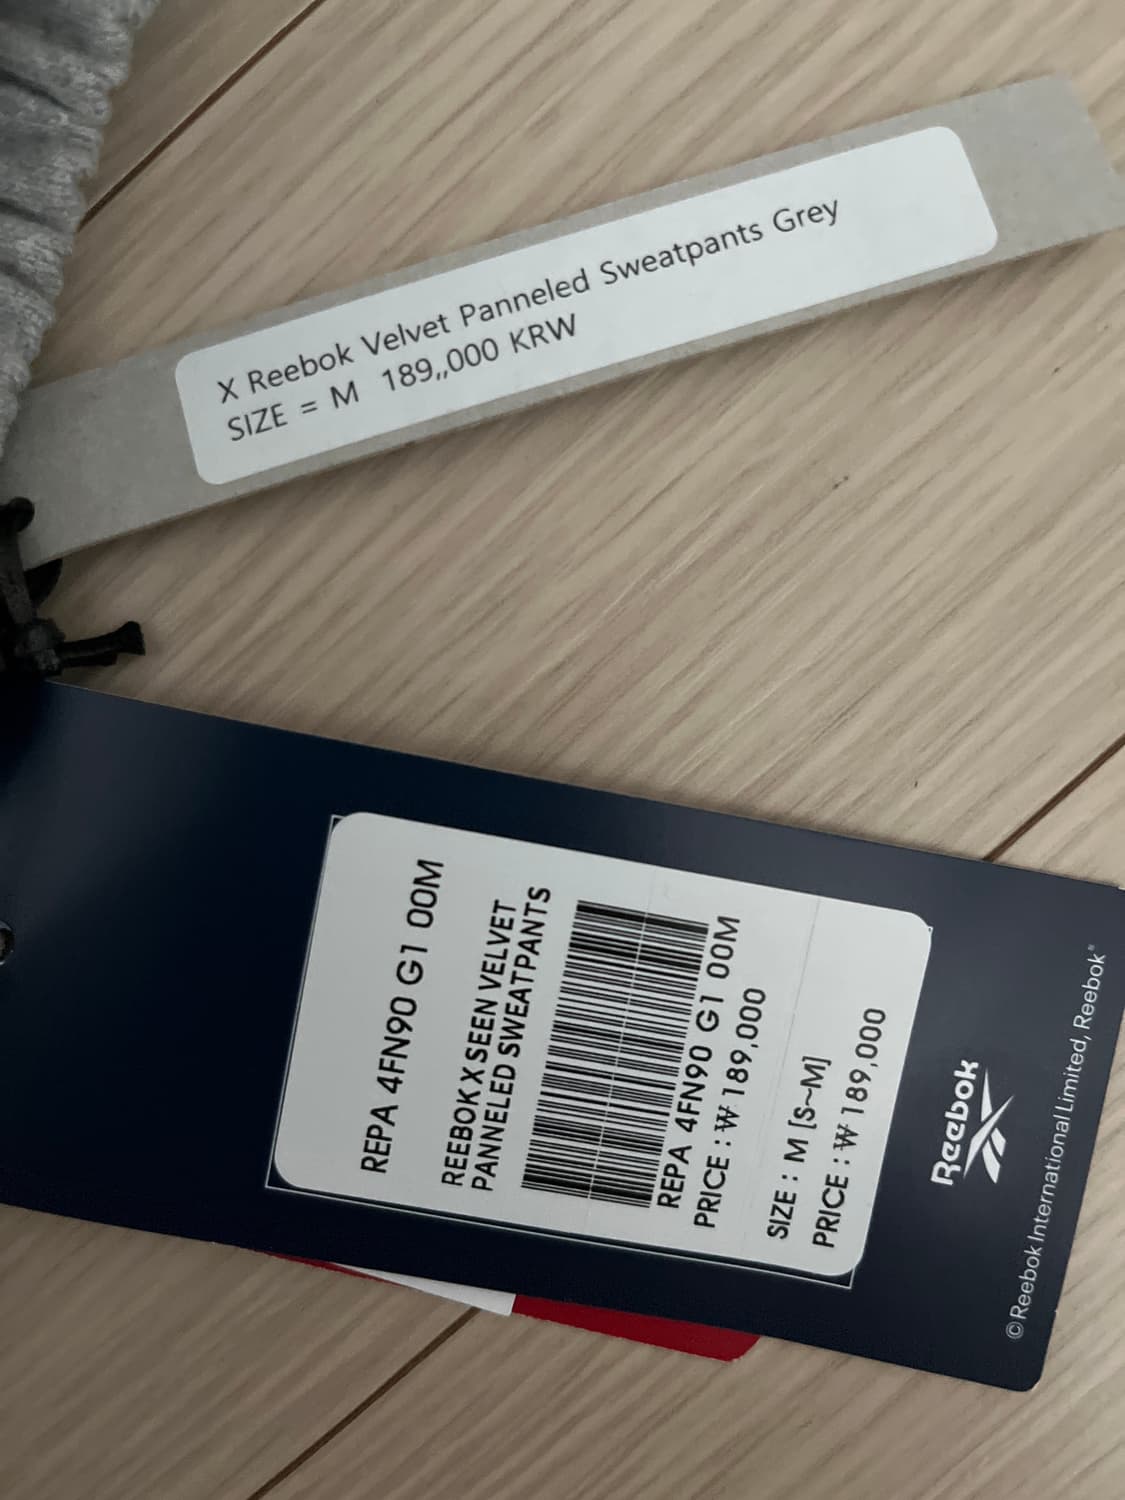 X Reebok Velvet Panneled Sweatpants Grey
SIZE = M 189,,000 KRW
REPA 4FN90 G1 00M
REEBOK X SEEN VELVET
PANNELED SWEATPANTS
REPA 4FN90 G1 00M
PRICE : ₩ 189,000
SIZE : M [S~M]
PRICE : ₩ 189,000
Reebok
© Reebok International Limited, Reebok®